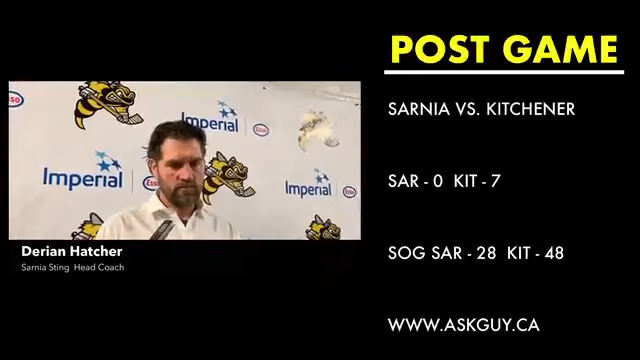 POST GAME
SARNIA VS. KITCHENER
SAR - 0 KIT - 7
SOG SAR - 28 KIT - 48
WWW.ASKGUY.CA
Esso
Imperial
Esso
Imperial
Esso
Imperial
Esso
Derian Hatcher
Sarnia Sting Head Coach